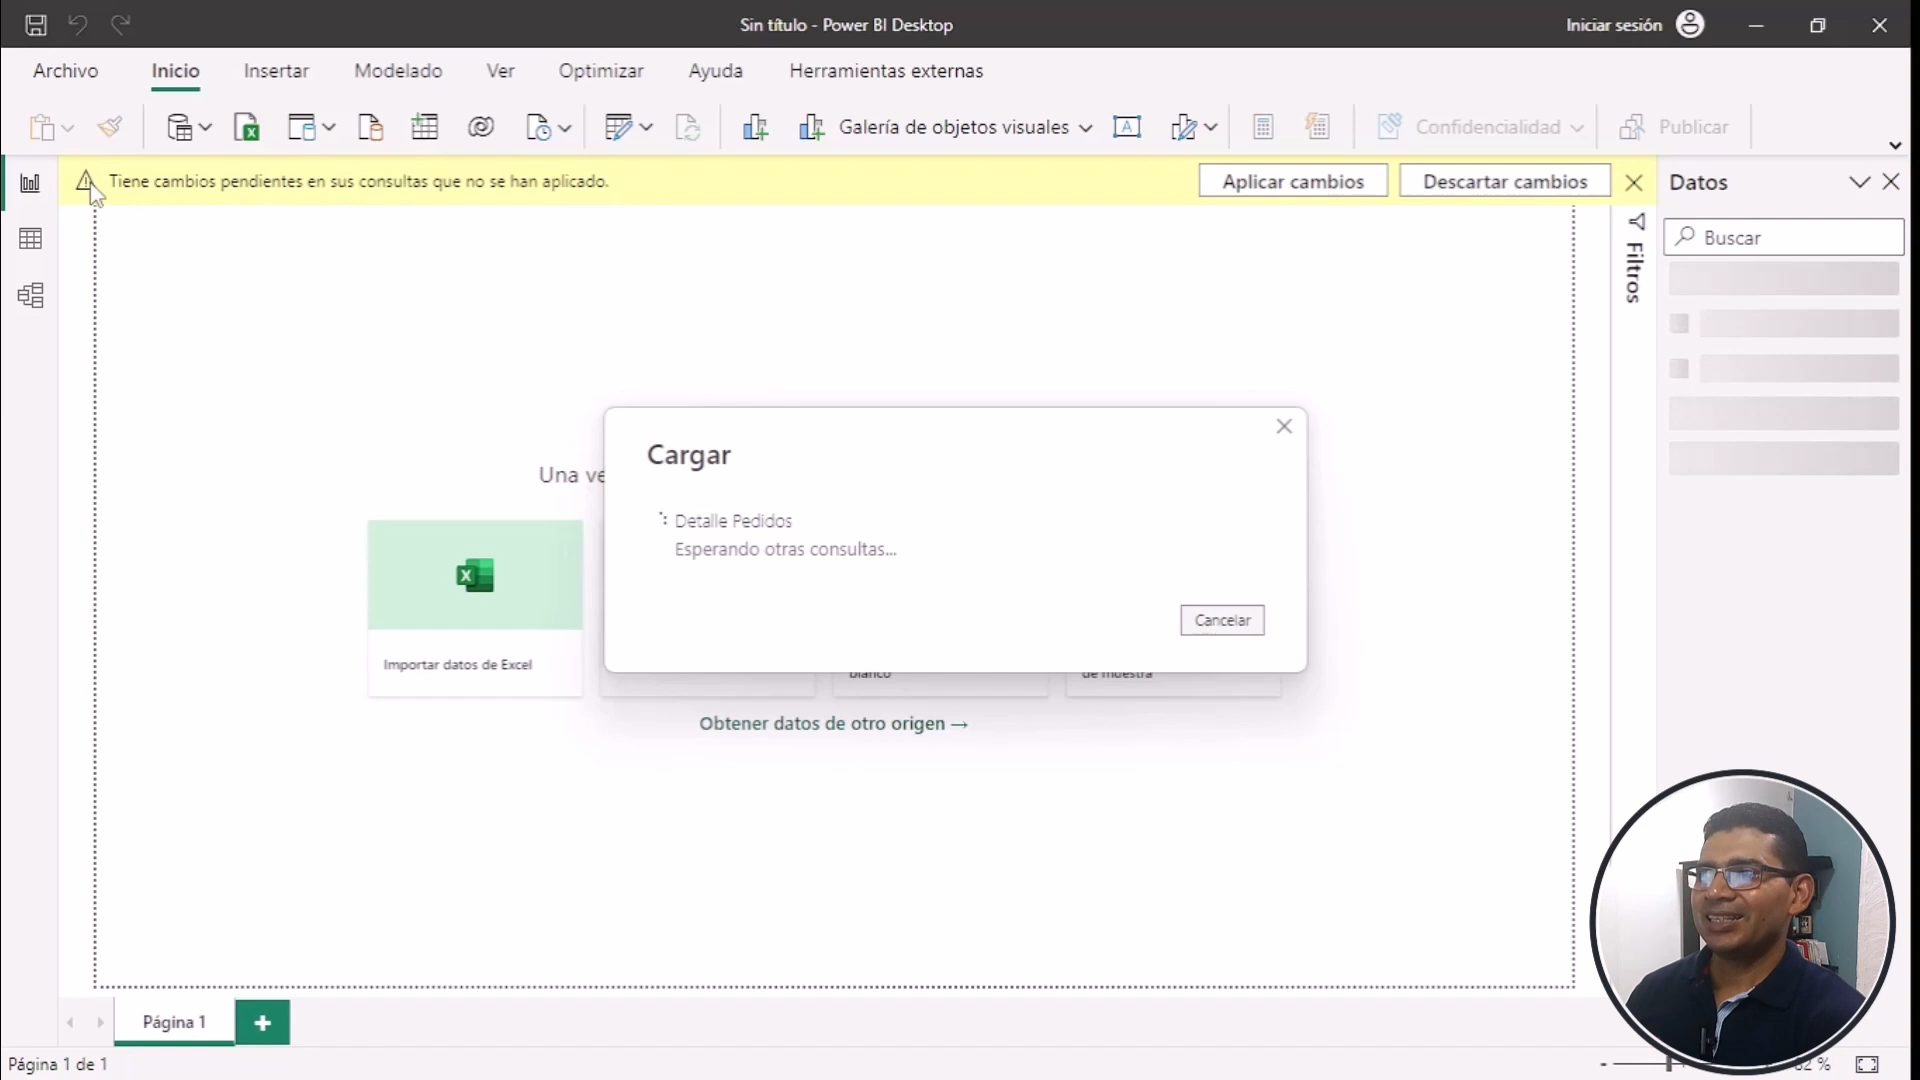 Sin título - Power BI Desktop
Iniciar sesión
Archivo
Inicio
Insertar
Modelado
Ver
Optimizar
Ayuda
Herramientas externas
Galería de objetos visuales
Confidencialidad
Publicar
Tiene cambios pendientes en sus consultas que no se han aplicado.
Aplicar cambios
Descartar cambios
Datos
Buscar
Filtros
Cargar
Una ve
Detalle Pedidos
Esperando otras consultas...
Cancelar
Importar datos de Excel
blanco
de muestra
Obtener datos de otro origen →
Página 1
Página 1 de 1